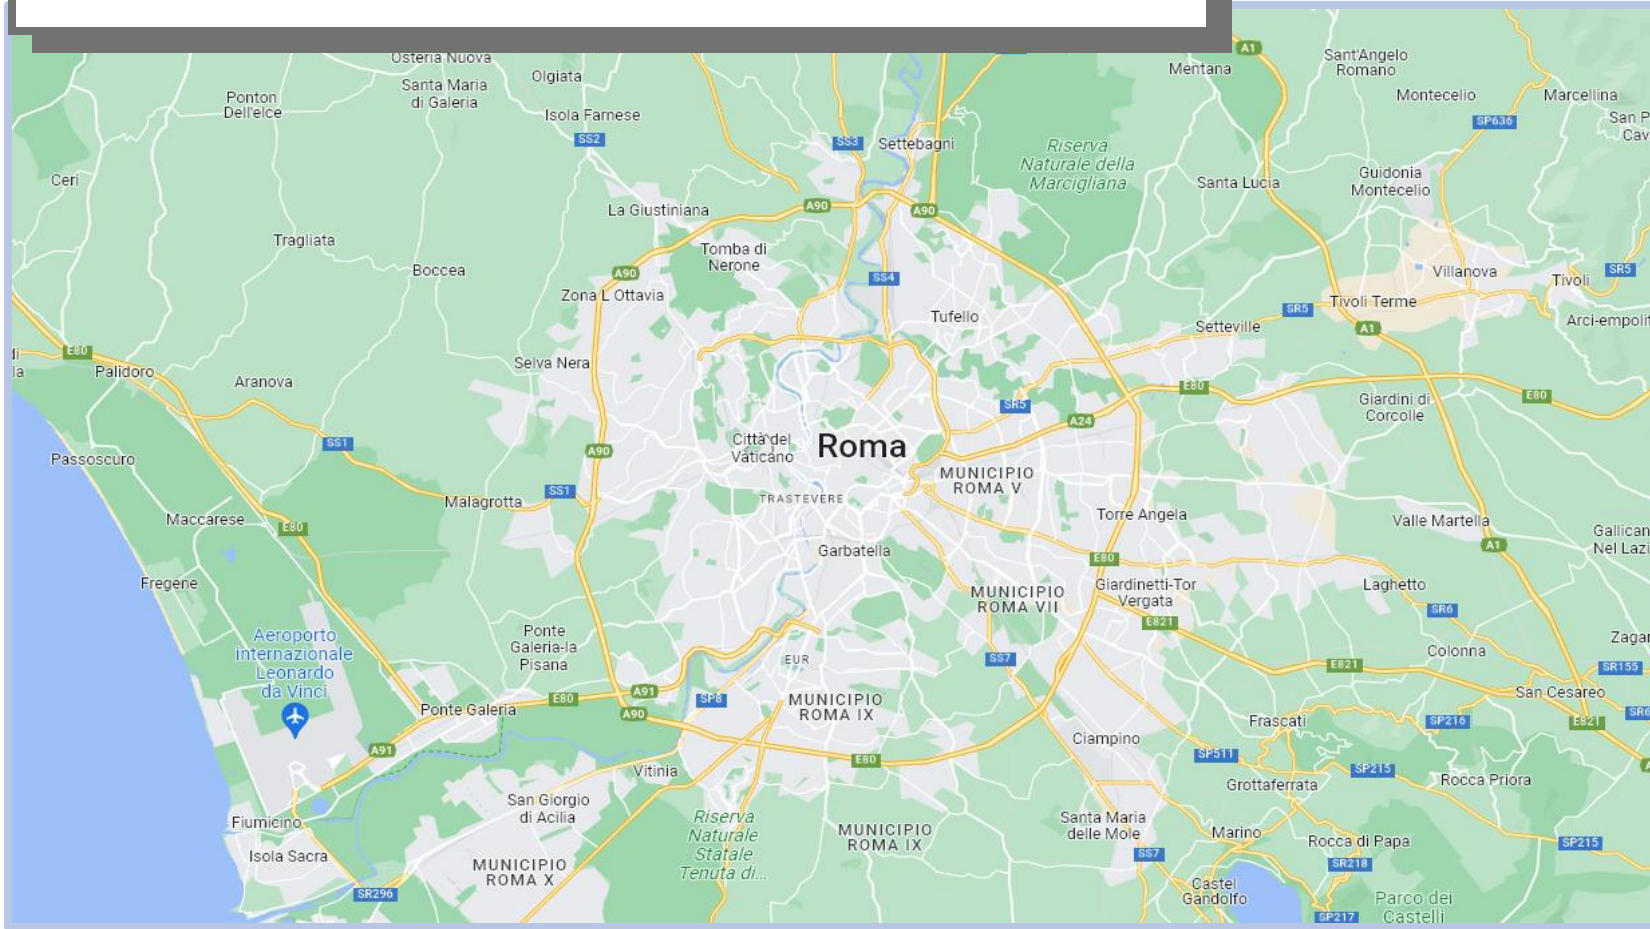 Osteria Nuova
Santa Maria
di Galeria
Olgiata
Isola Farnese
SS2
Ponton
Dell'elce
Ceri
Tragliata
Boccea
La Giustiniana
Tomba di
Nerone
A90
SS3
Settebagni
A90
A1
Mentana
Sant'Angelo
Romano
Montecelio
Marcellina
SP636
Riserva
Naturale della
Marcigliana
Santa Lucia
Guidonia
Montecelio
Villanova
Tivoli
SR5
Tivoli Terme
SR5
A1
Setteville
A90
Zona L Ottavia
SS4
Tufello
Selva Nera
E80
Palidoro
Aranova
SS1
Passoscuro
A90
Città del
Vaticano
Roma
SR5
A24
E80
Giardini di
Corcolle
E80
MUNICIPIO
ROMA V
TRASTEVERE
SS1
Malagrotta
Maccarese
E80
Garbatella
Torre Angela
E80
Valle Martella
A1
Fregene
MUNICIPIO
ROMA VII
Giardinetti-Tor
Vergata
E821
Laghetto
SR6
Aeroporto
internazionale
Leonardo
da Vinci
Ponte
Galeria-la
Pisana
EUR
SS7
E821
Colonna
SR155
San Cesareo
E821
Ponte Galeria
E80
A91
A90
SP8
MUNICIPIO
ROMA IX
A91
E80
Vitinia
Ciampino
Frascati
SP216
SP511
SP215
Grottaferrata
Rocca Priora
Fiumicino
Isola Sacra
SR296
San Giorgio
di Acilia
MUNICIPIO
ROMA X
Riserva
Naturale
Statale
Tenuta di...
MUNICIPIO
ROMA IX
Santa Maria
delle Mole
SS7
Marino
Rocca di Papa
SR218
SP215
Castel
Gandolfo
SP217
Parco dei
Castelli